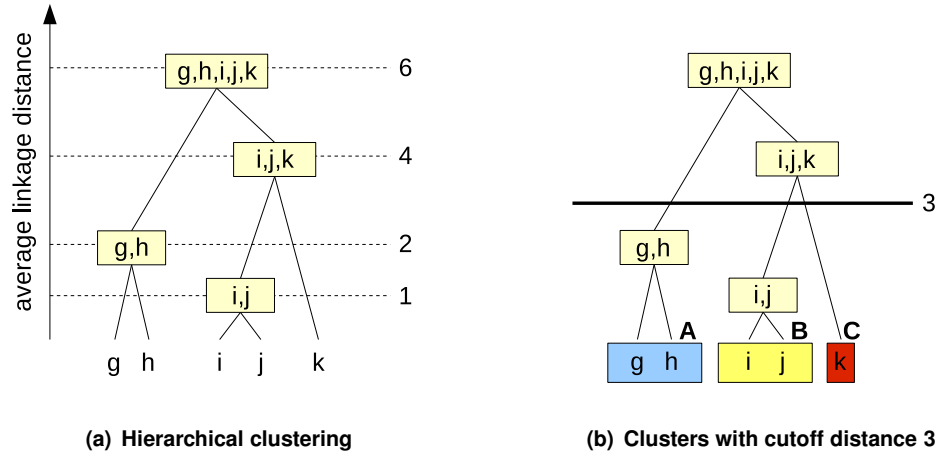 average linkage distance
g,h,i,j,k
6
i,j,k
4
g,h
2
i,j
1
g h i j k
(a) Hierarchical clustering
g,h,i,j,k
i,j,k
3
g,h
i,j
A B C
g h i j k
(b) Clusters with cutoff distance 3